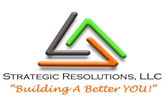 STRATEGIC RESOLUTIONS, LLC
"Building A Better YOU!"